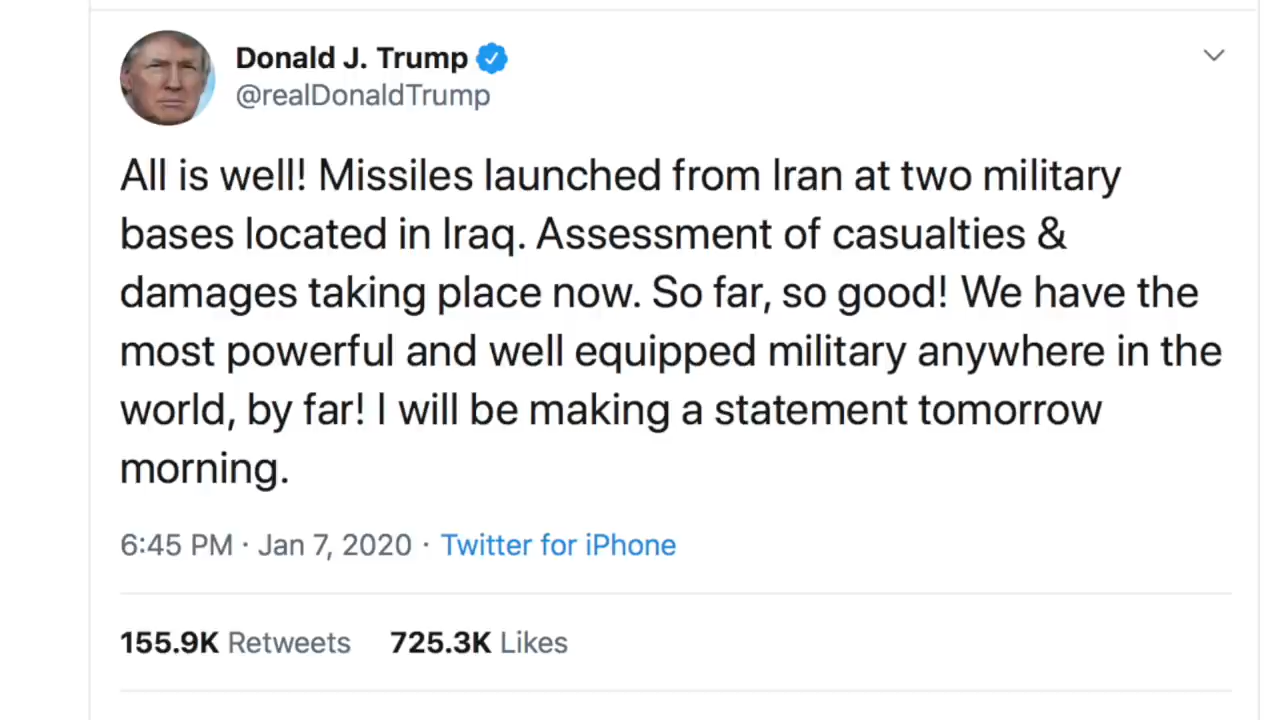 Donald J. Trump
@realDonaldTrump
All is well! Missiles launched from Iran at two military
bases located in Iraq. Assessment of casualties &
damages taking place now. So far, so good! We have the
most powerful and well equipped military anywhere in the
world, by far! I will be making a statement tomorrow
morning.
6:45 PM · Jan 7, 2020 · Twitter for iPhone
155.9K Retweets 725.3K Likes